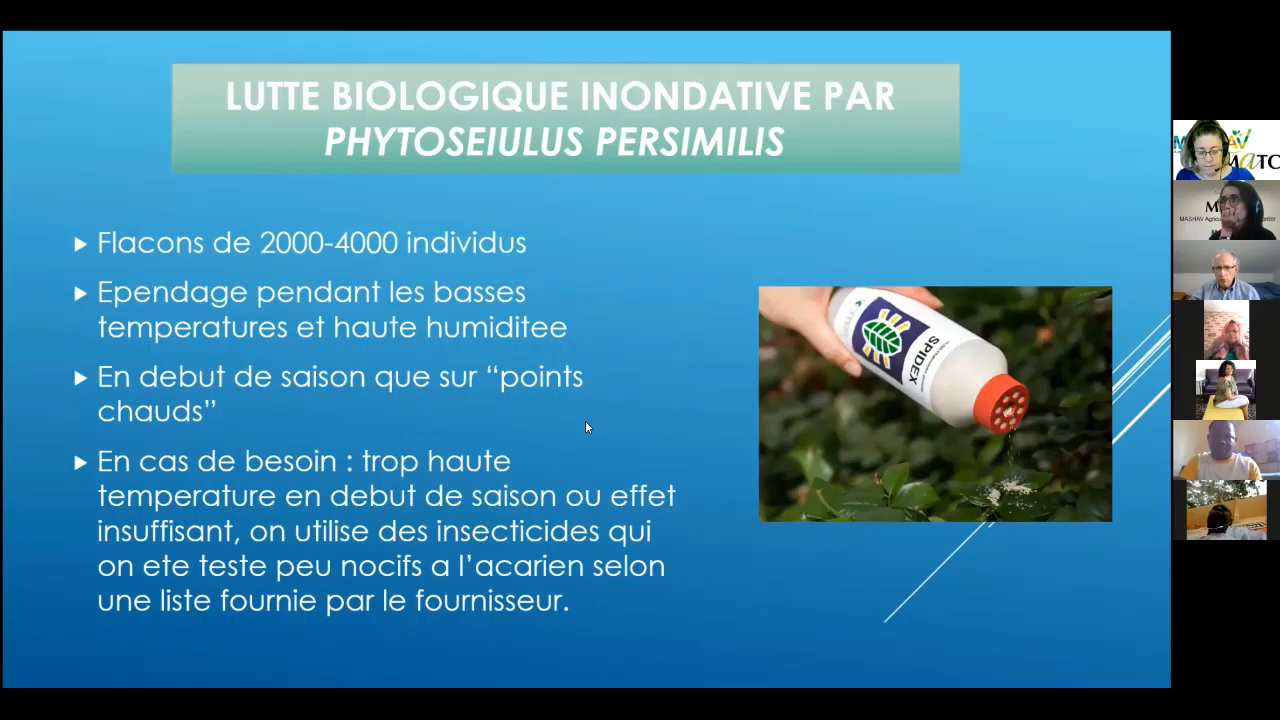 LUTTE BIOLOGIQUE INONDATIVE PAR
PHYTOSEIULUS PERSIMILIS
Flacons de 2000-4000 individus
Ependage pendant les basses
temperatures et haute humiditee
En debut de saison que sur “points
chauds”
En cas de besoin : trop haute
temperature en debut de saison ou effet
insuffisant, on utilise des insecticides qui
on ete teste peu nocifs a l’acarien selon
une liste fournie par le fournisseur.
SPIDEX